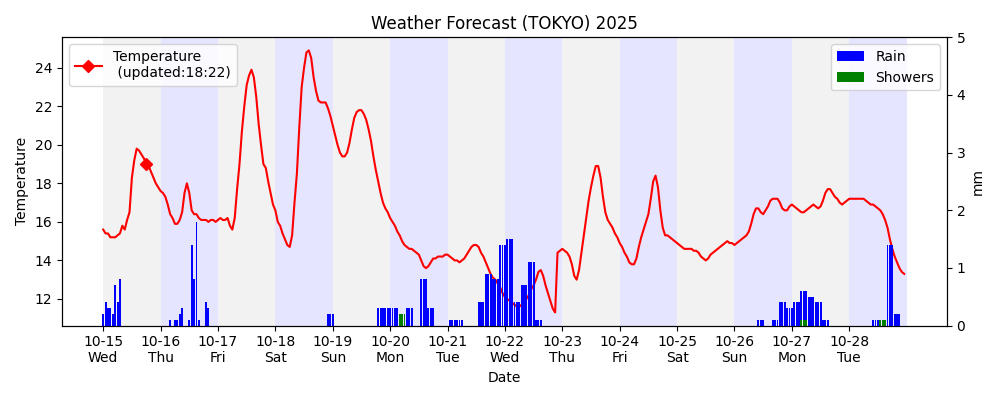 Weather Forecast (TOKYO) 2025
Temperature
(updated:18:22)
Rain
Showers
24
22
20
18
16
14
12
Temperature
5
4
3
2
1
0
mm
10-15 10-16 10-17 10-18 10-19 10-20 10-21 10-22 10-23 10-24 10-25 10-26 10-27 10-28
Wed Thu Fri Sat Sun Mon Tue Wed Thu Fri Sat Sun Mon Tue
Date